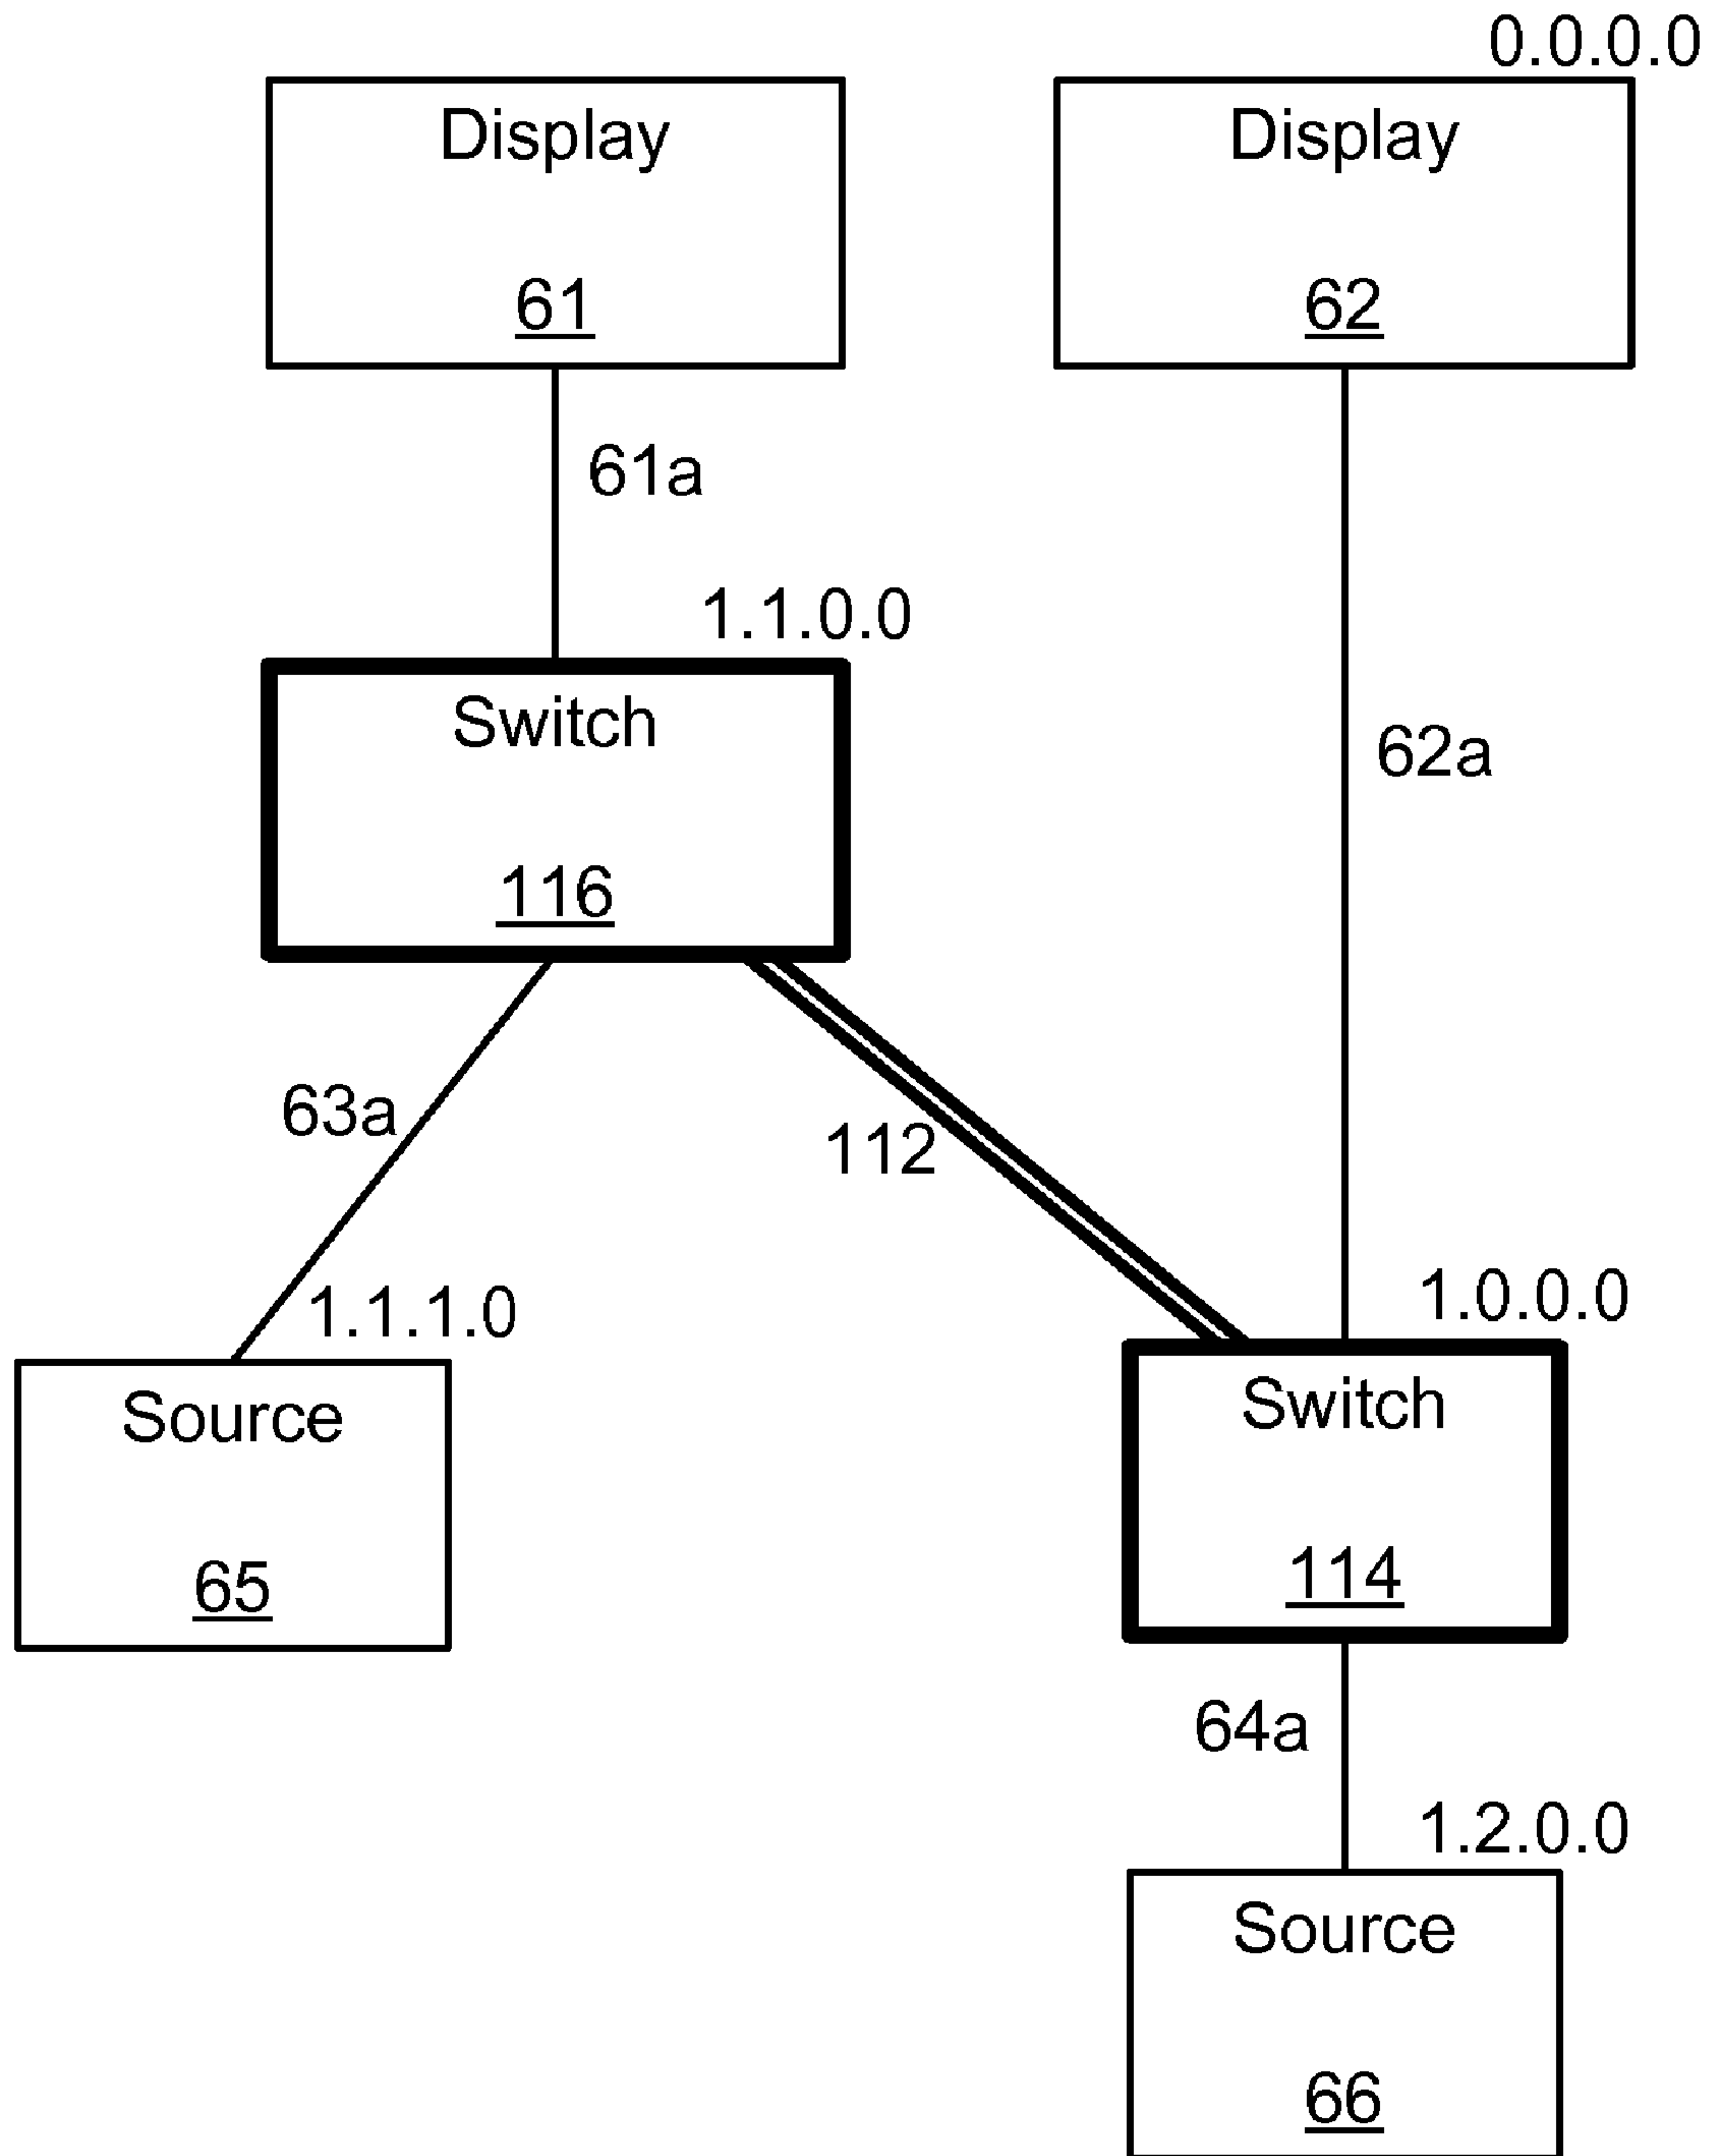 0.0.0.0
Display
61
Display
62
61a
1.1.0.0
Switch
116
62a
63a
112
1.1.1.0
1.0.0.0
Source
65
Switch
114
64a
1.2.0.0
Source
66